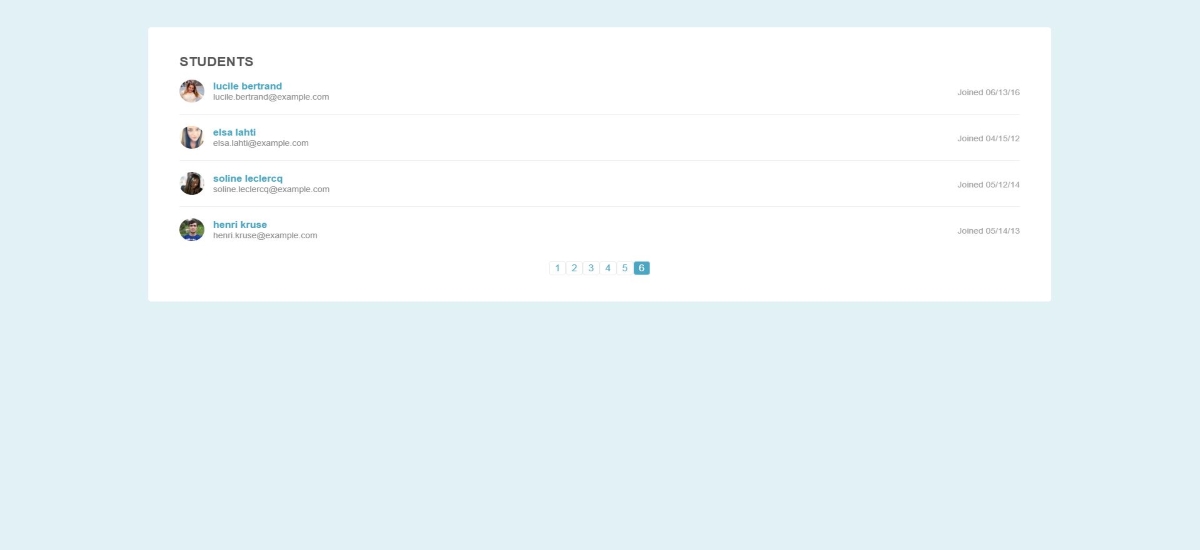 STUDENTS
lucile bertrand
lucile.bertrand@example.com
Joined 06/13/16
elsa lahti
elsa.lahti@example.com
Joined 04/15/12
soline leclercq
soline.leclercq@example.com
Joined 05/12/14
henri kruse
henri.kruse@example.com
Joined 05/14/13
1 2 3 4 5 6